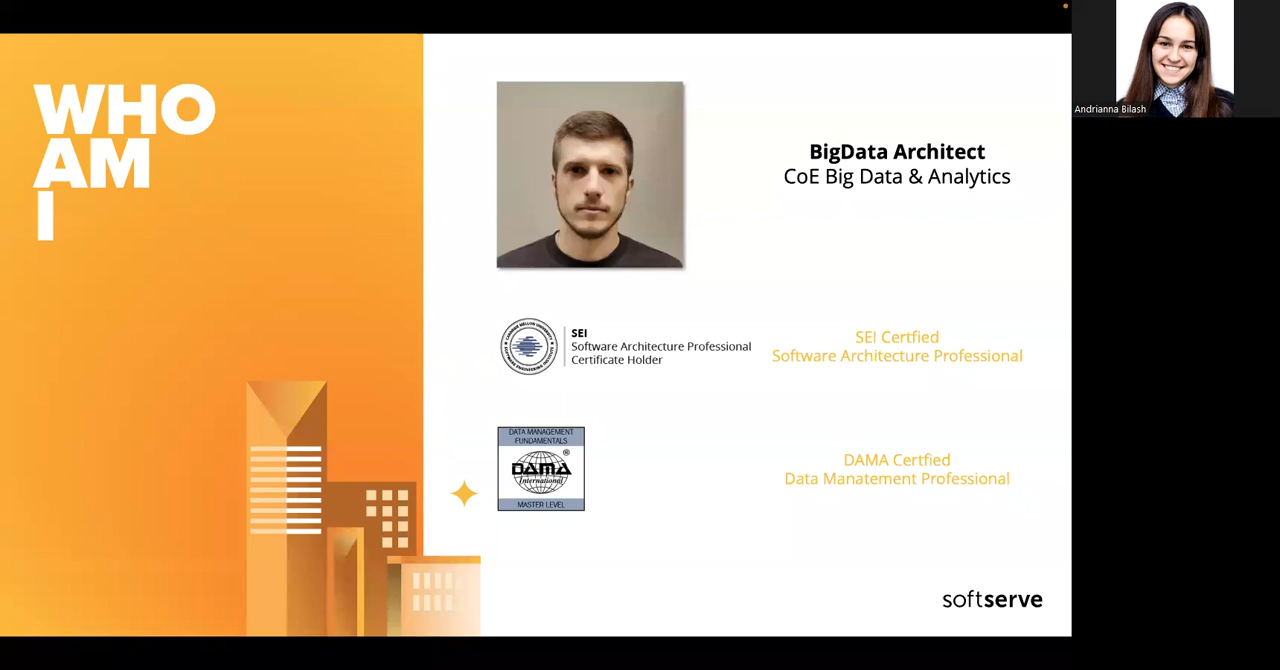 WHO
AM
I
BigData Architect
CoE Big Data & Analytics
SEI
Software Architecture Professional
Certificate Holder
SEI Certfied
Software Architecture Professional
DATA MANAGEMENT
FUNDAMENTALS
DAMA ®
International
MASTER LEVEL
DAMA Certfied
Data Manatement Professional
softserve
Andrianna Bilash